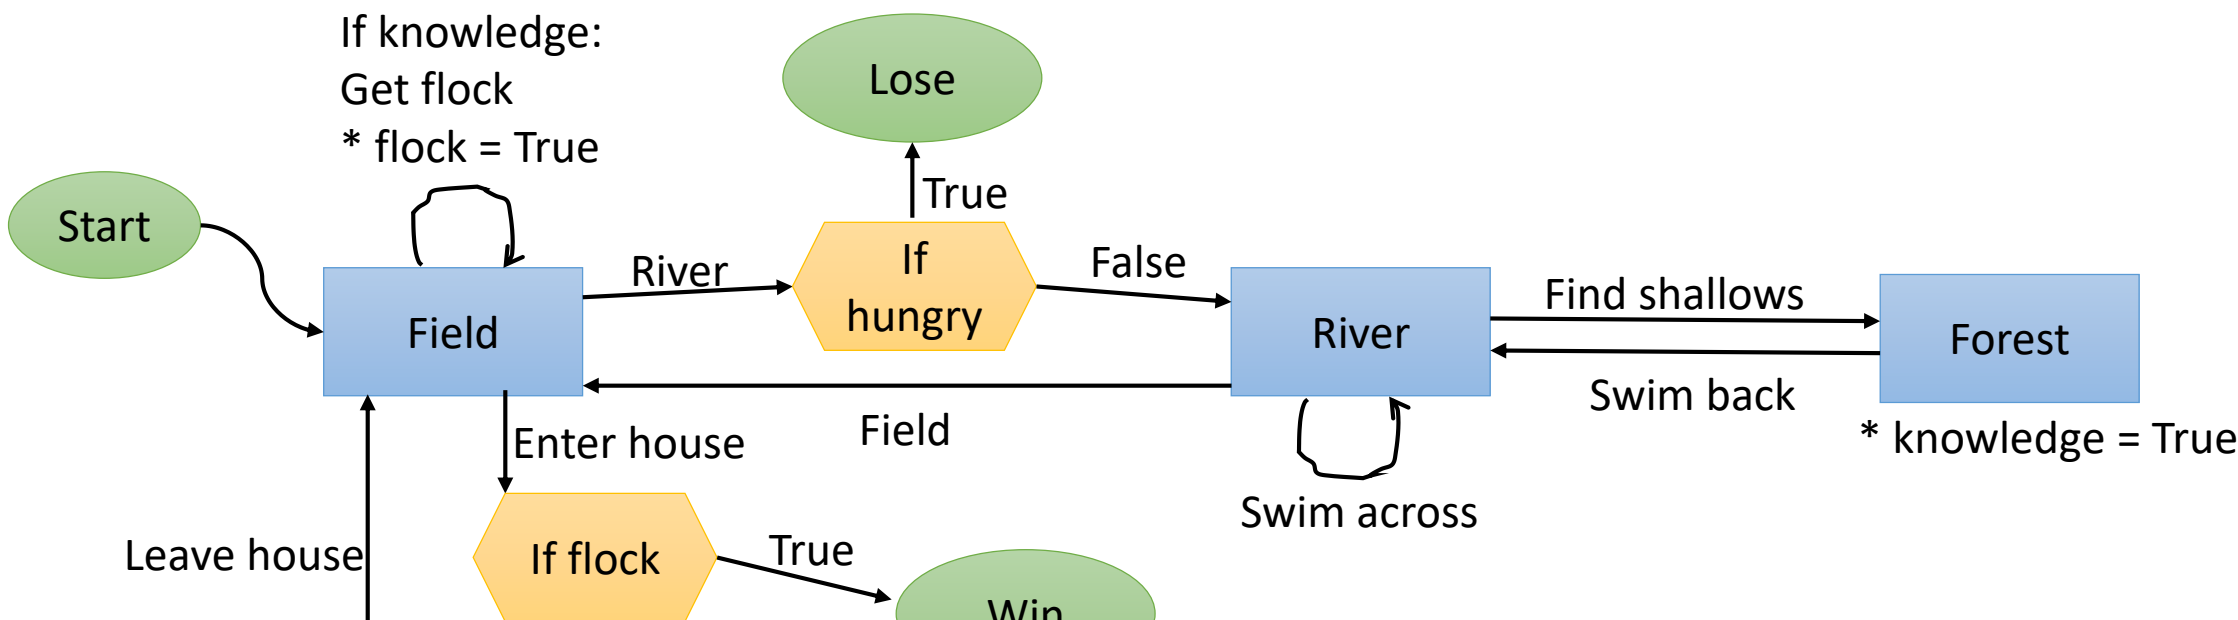 If knowledge:
Get flock
* flock = True
Lose
True
Start
If
hungry
River
False
Field
River
Find shallows
Forest
Swim back
* knowledge = True
Field
Enter house
Swim across
Leave house
If flock
True
Win